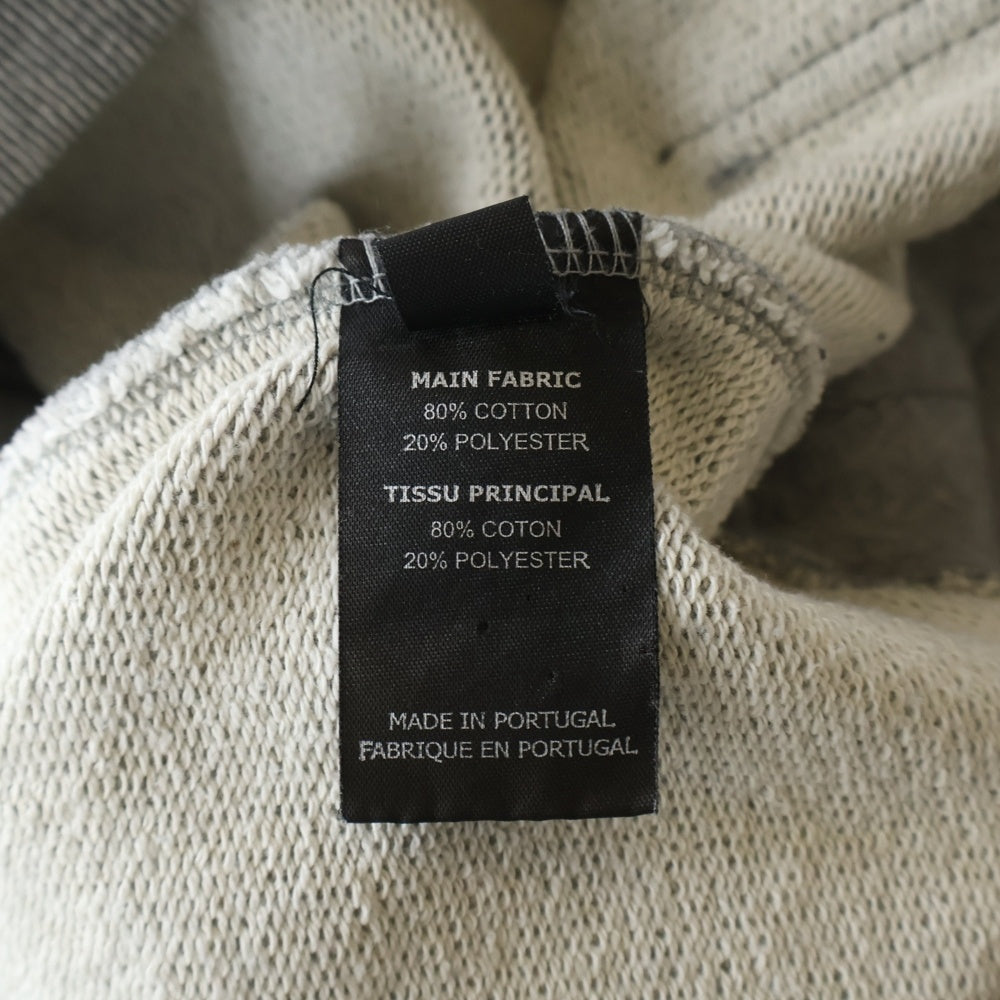 MAIN FABRIC
80% COTTON
20% POLYESTER
TISSU PRINCIPAL
80% COTON
20% POLYESTER
MADE IN PORTUGAL
FABRIQUE EN PORTUGAL